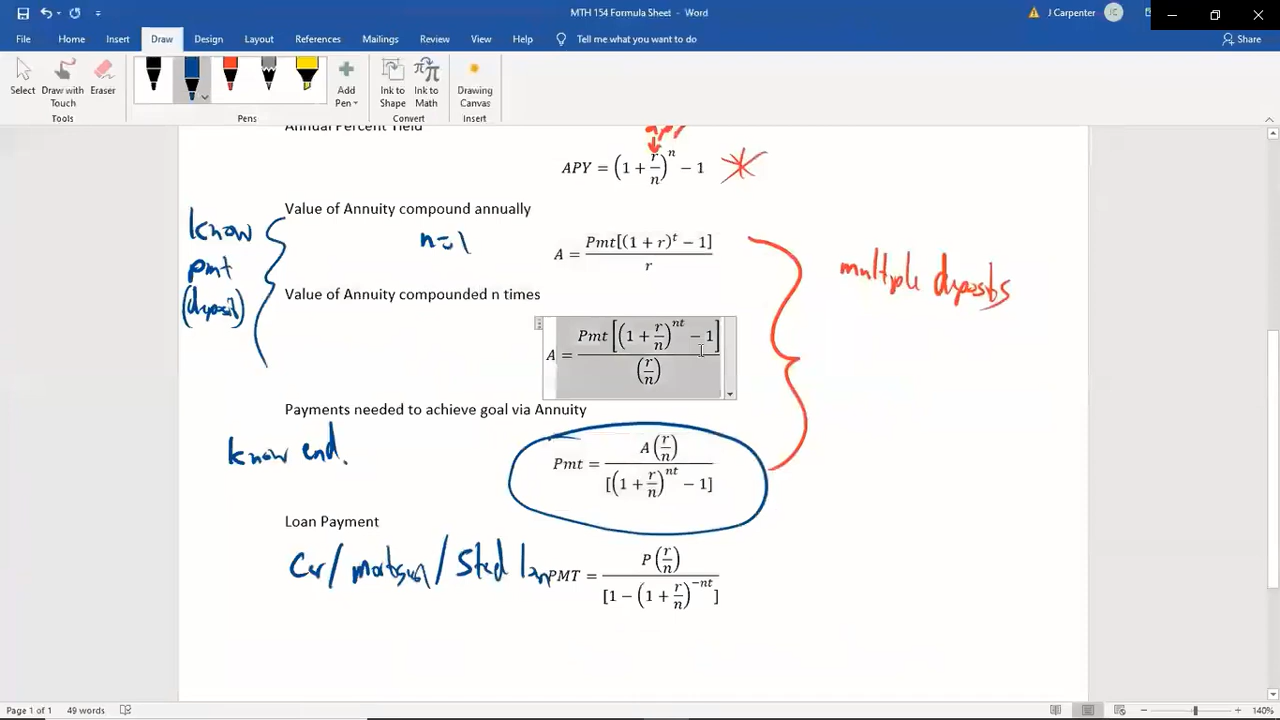 MTH 154 Formula Sheet - Word
J Carpenter JC
File Home Insert Draw Design Layout References Mailings Review View Help Tell me what you want to do Share
Select Draw with Touch Eraser Add Pen Ink to Shape Ink to Math Drawing Canvas
Tools Pens Convert Insert
Annual Percent Yield
APY = (1 + r/n)^n − 1
Value of Annuity compound annually
know
pmt
(deposit)
n=1
A = Pmt[(1 + r)^t − 1] / r
multiple deposits
Value of Annuity compounded n times
A = Pmt [(1 + r/n)^nt − 1] / (r/n)
Payments needed to achieve goal via Annuity
know end.
Pmt = A (r/n) / [(1 + r/n)^nt − 1]
Loan Payment
Car/ /
PMT = P (r/n) / [1 − (1 + r/n)^−nt]
Page 1 of 1 49 words 140%